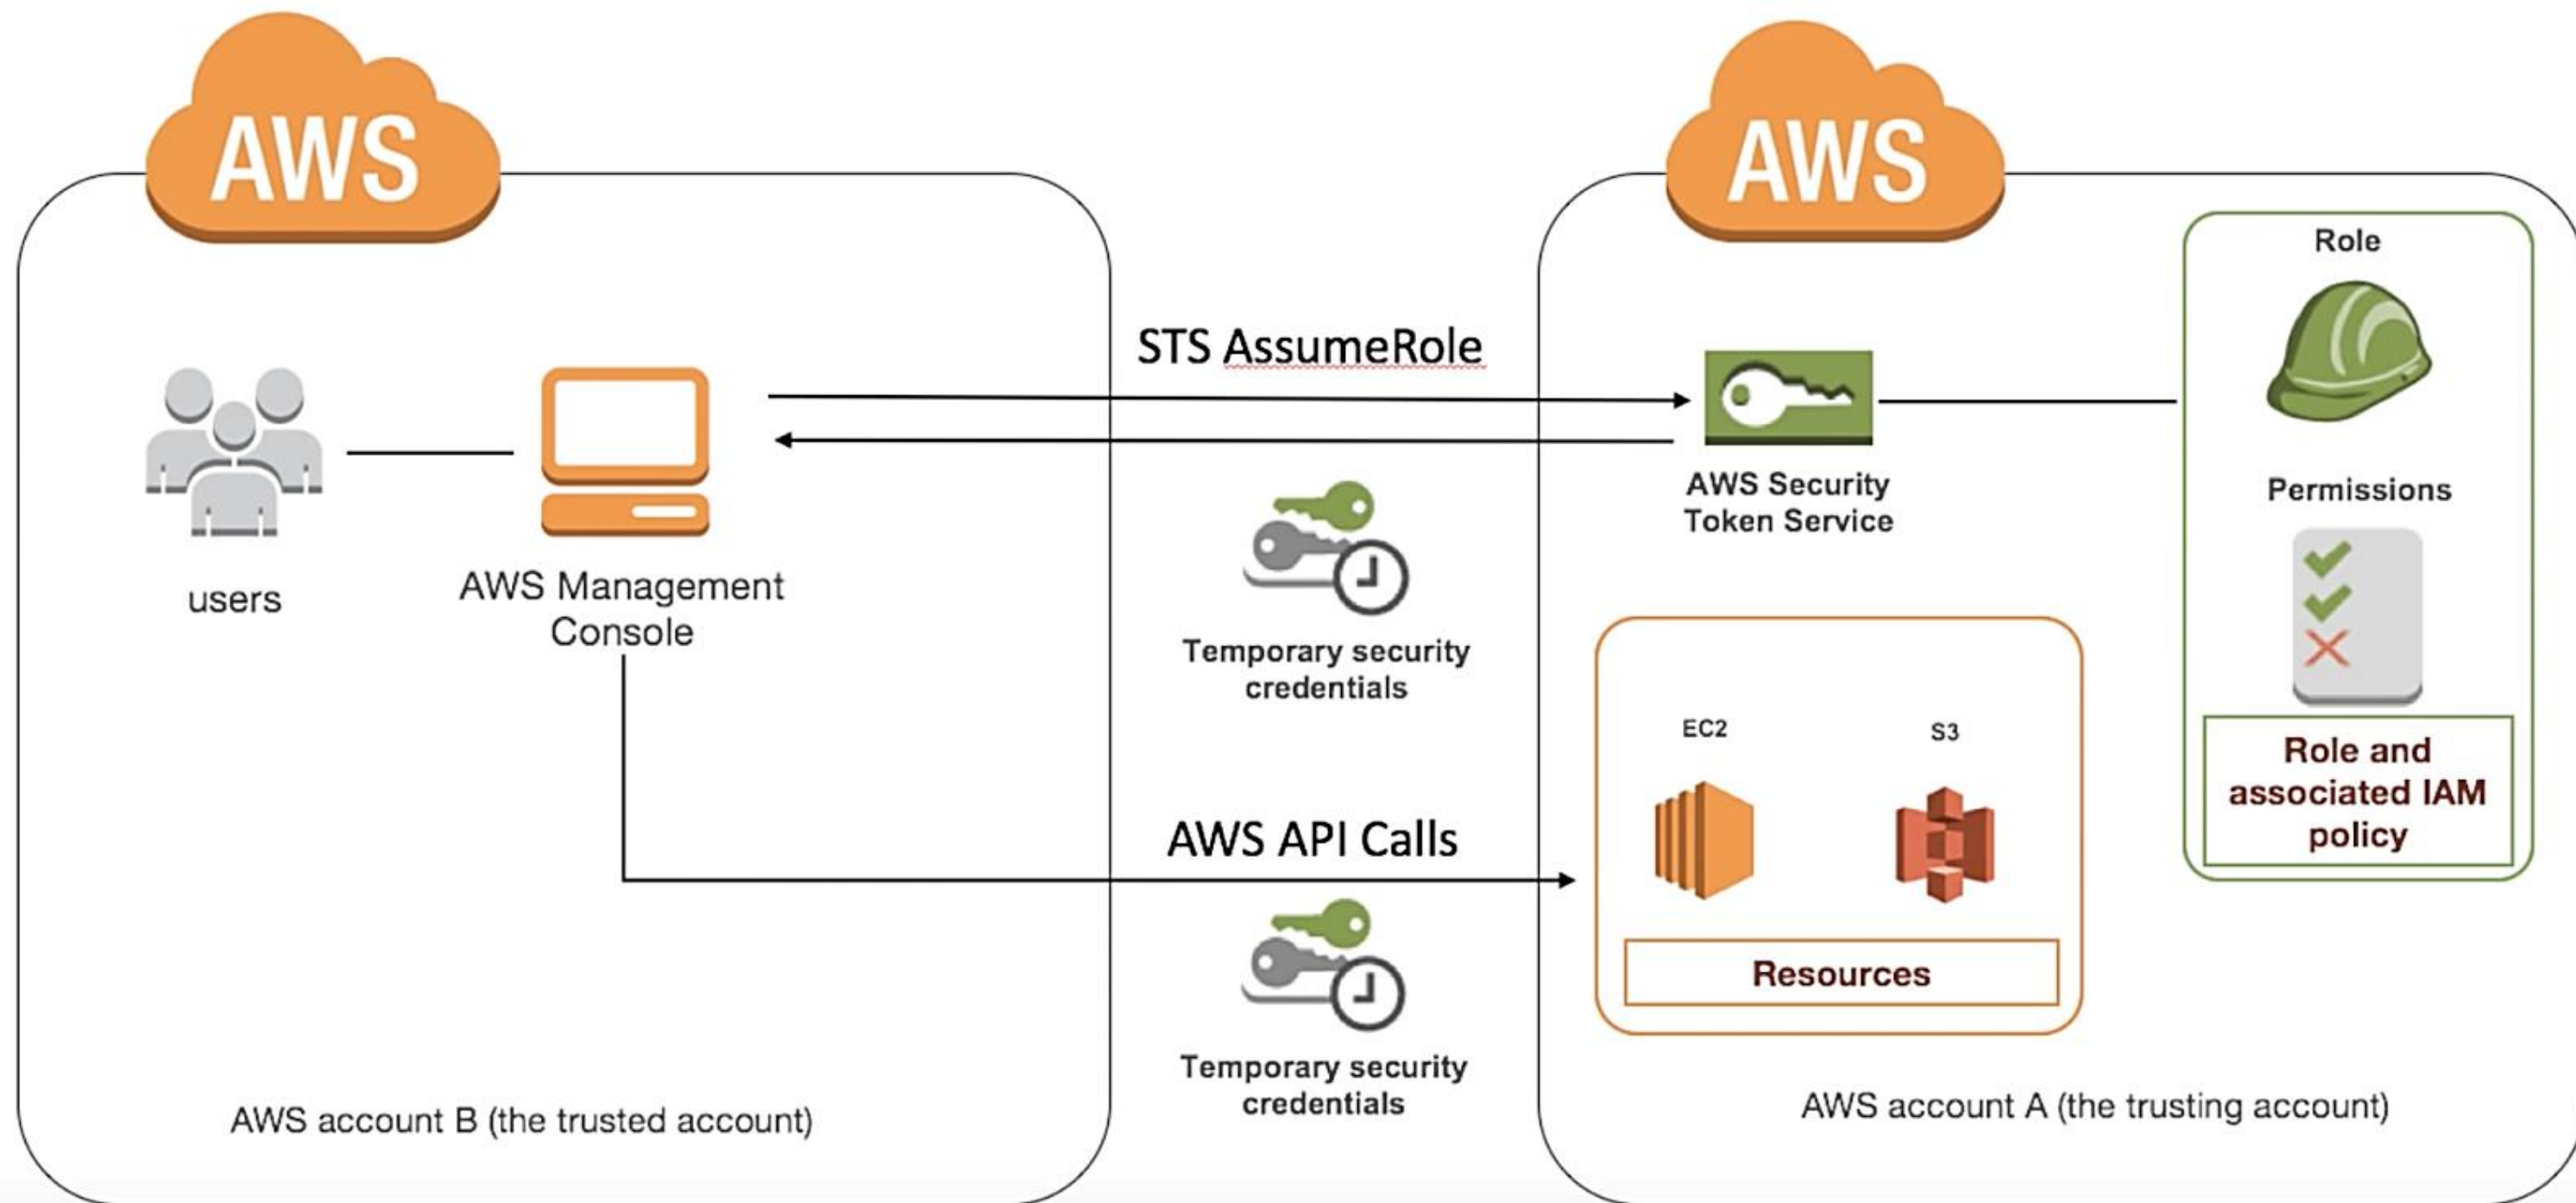 AWS
AWS
Role
STS AssumeRole
AWS Security
Token Service
Permissions
users
AWS Management
Console
Temporary security
credentials
EC2
S3
Role and
associated IAM
policy
AWS API Calls
Resources
Temporary security
credentials
AWS account B (the trusted account)
AWS account A (the trusting account)